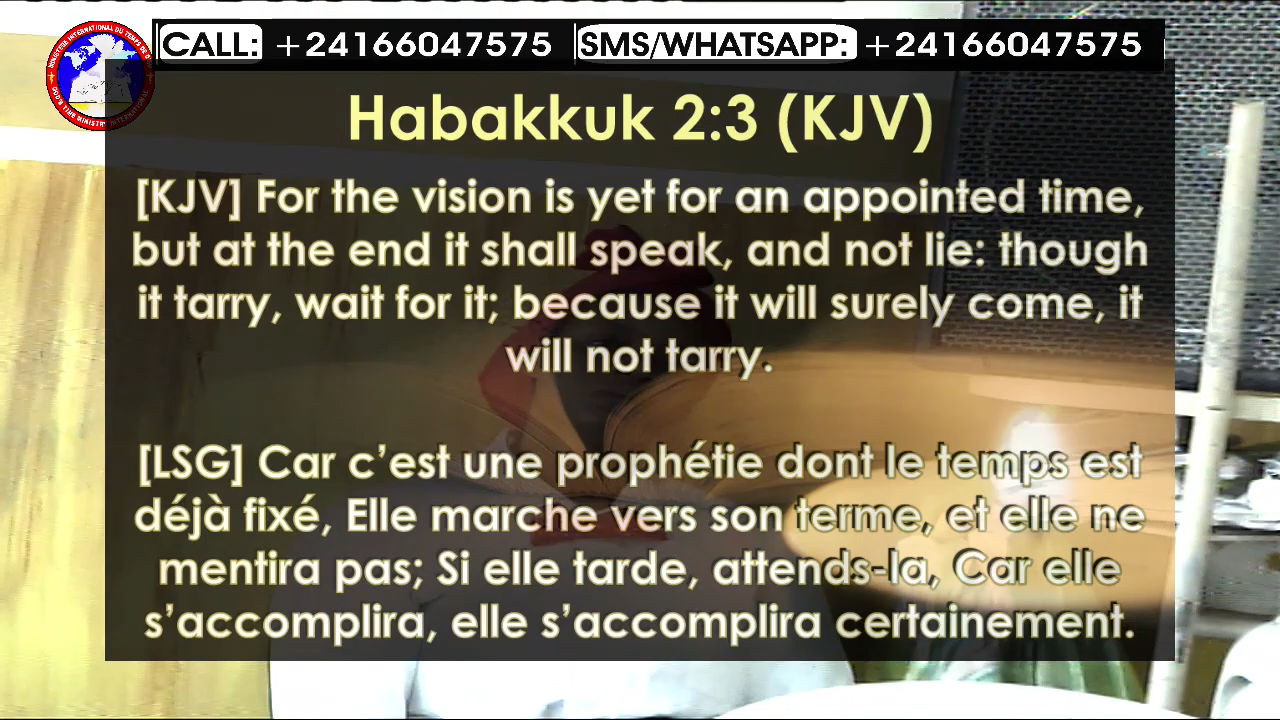 CALL: +24166047575 SMS/WHATSAPP: +24166047575
Habakkuk 2:3 (KJV)
[KJV] For the vision is yet for an appointed time,
but at the end it shall speak, and not lie: though
it tarry, wait for it; because it will surely come, it
will not tarry.
[LSG] Car c’est une prophétie dont le temps est
déjà fixé, Elle marche vers son terme, et elle ne
mentira pas; Si elle tarde, attends-la, Car elle
s’accomplira, elle s’accomplira certainement.